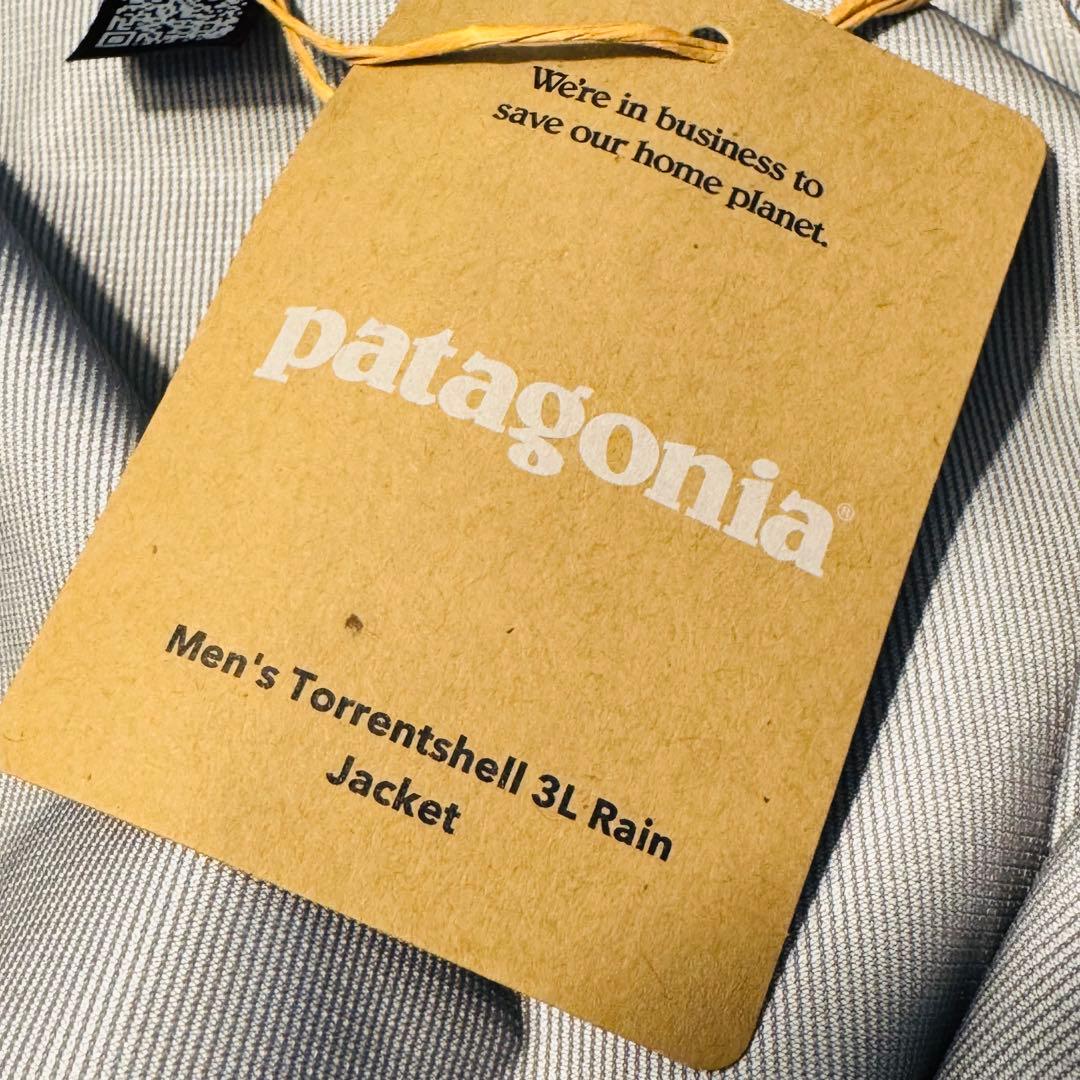 We're in business to
save our home planet.
patagonia®
Men's Torrentshell 3L Rain
Jacket